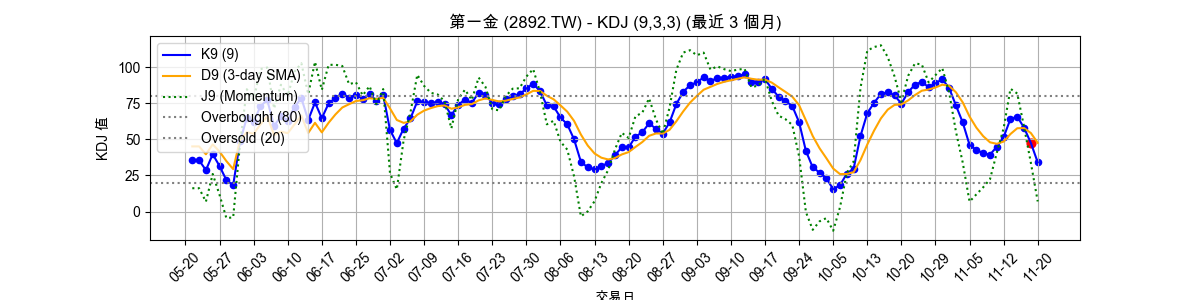 第一金 (2892.TW) - KDJ (9,3,3) (最近 3 個月)
K9 (9)
D9 (3-day SMA)
J9 (Momentum)
Overbought (80)
Oversold (20)
KDJ 值
100
75
50
25
0
05-20 05-27 06-03 06-10 06-17 06-25 07-02 07-09 07-16 07-23 07-30 08-06 08-13 08-20 08-27 09-03 09-10 09-17 09-24 10-05 10-13 10-20 10-29 11-05 11-12 11-20
交易日